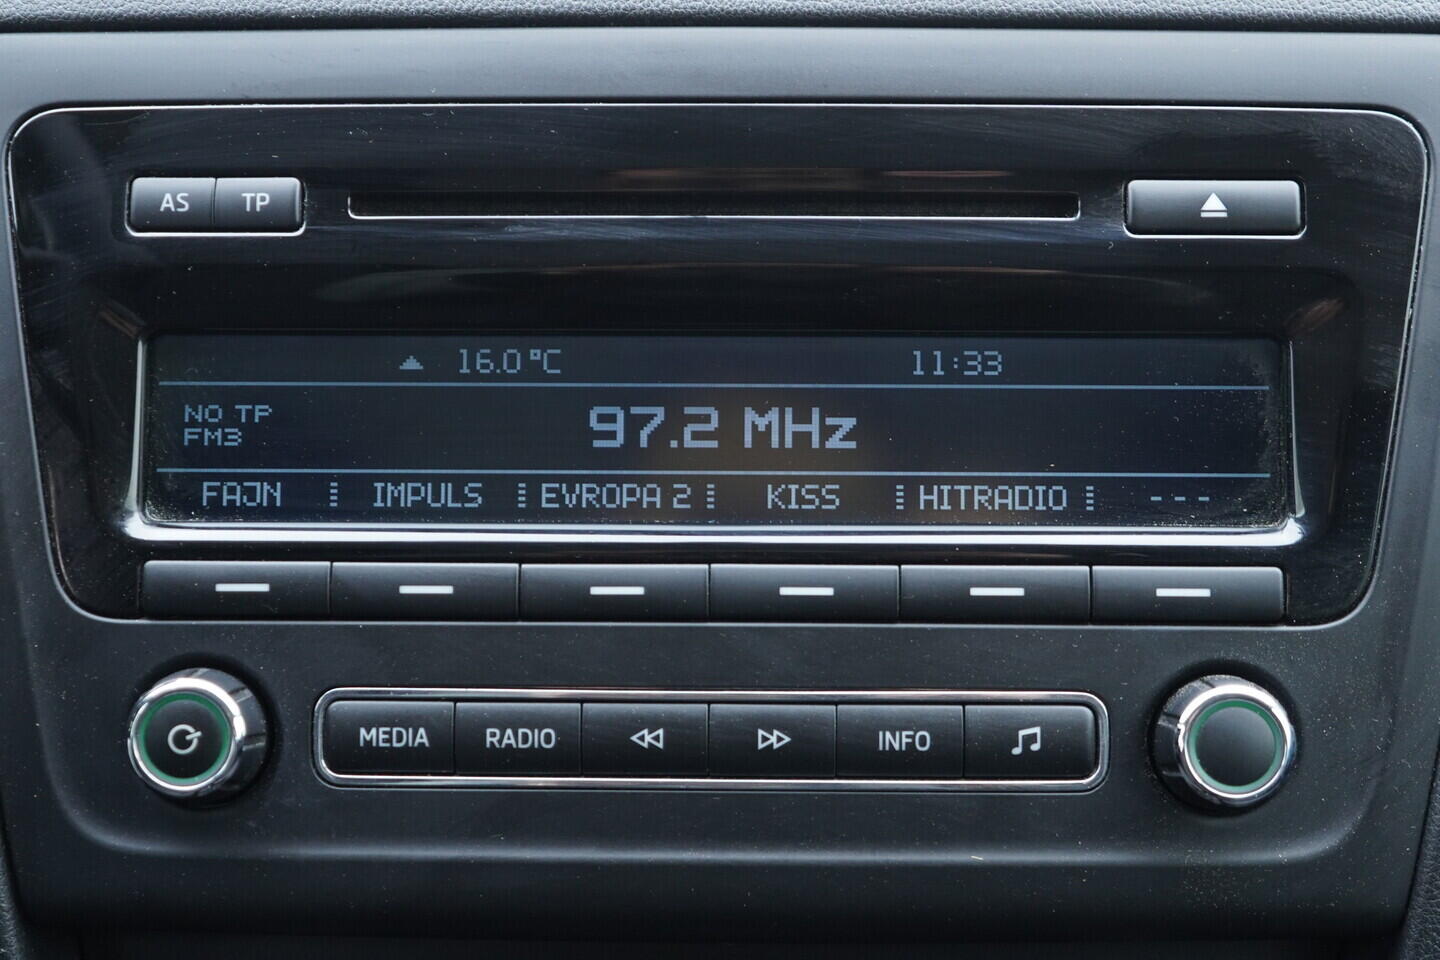 AS TP
16.0 °C 11:33
NO TP
FM3
97.2 MHz
FAJN IMPULS EVROPA 2 KISS HITRADIO ---
MEDIA RADIO INFO